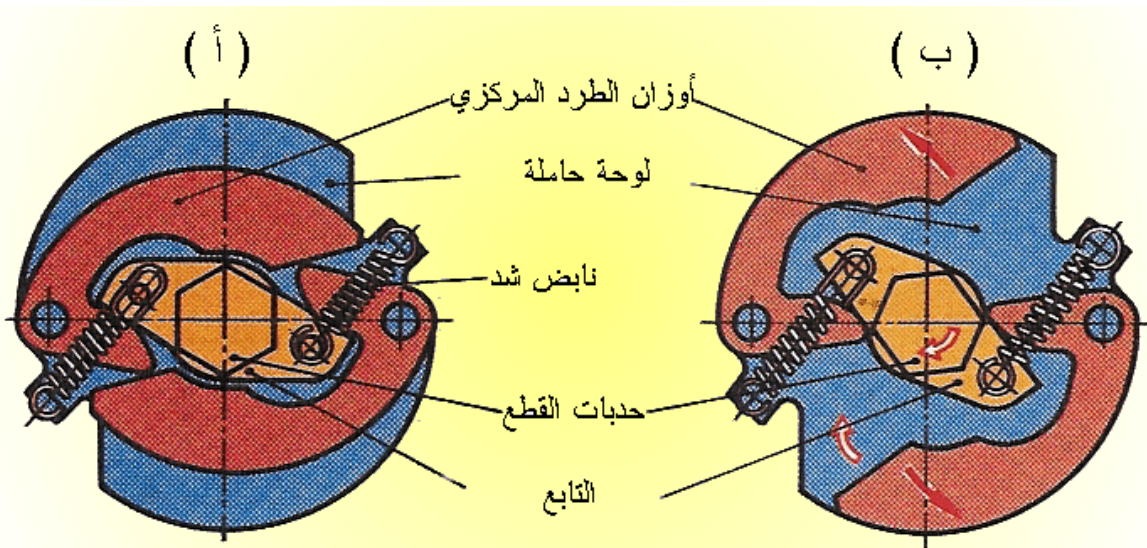 ( أ )
( ب )
أوزان الطرد المركزي
لوحة حاملة
نابض شد
حدبات القطع
التابع